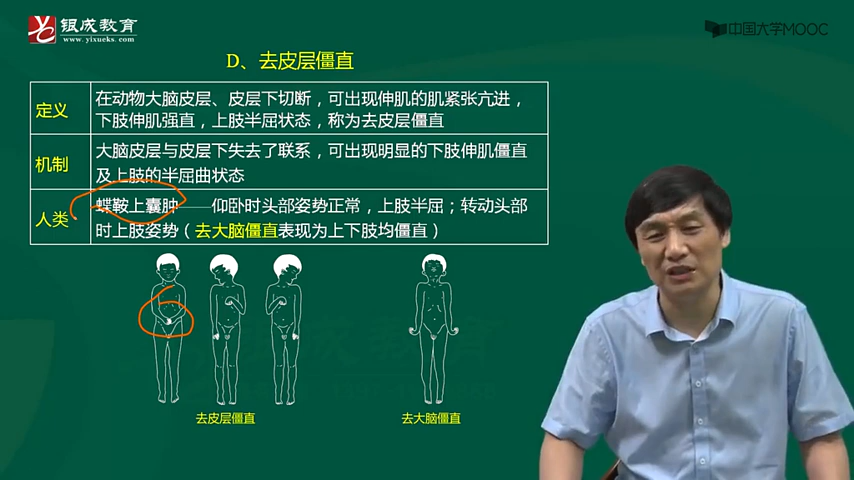 银成教育
www.yixueks.com
中国大学MOOC
D、去皮层僵直
定义
在动物大脑皮层、皮层下切断，可出现伸肌的肌紧张亢进，
下肢伸肌强直，上肢半屈状态，称为去皮层僵直
机制
大脑皮层与皮层下失去了联系，可出现明显的下肢伸肌僵直
及上肢的半屈曲状态
人类
蝶鞍上囊肿——仰卧时头部姿势正常，上肢半屈；转动头部
时上肢姿势（去大脑僵直表现为上下肢均僵直）
去皮层僵直
去大脑僵直